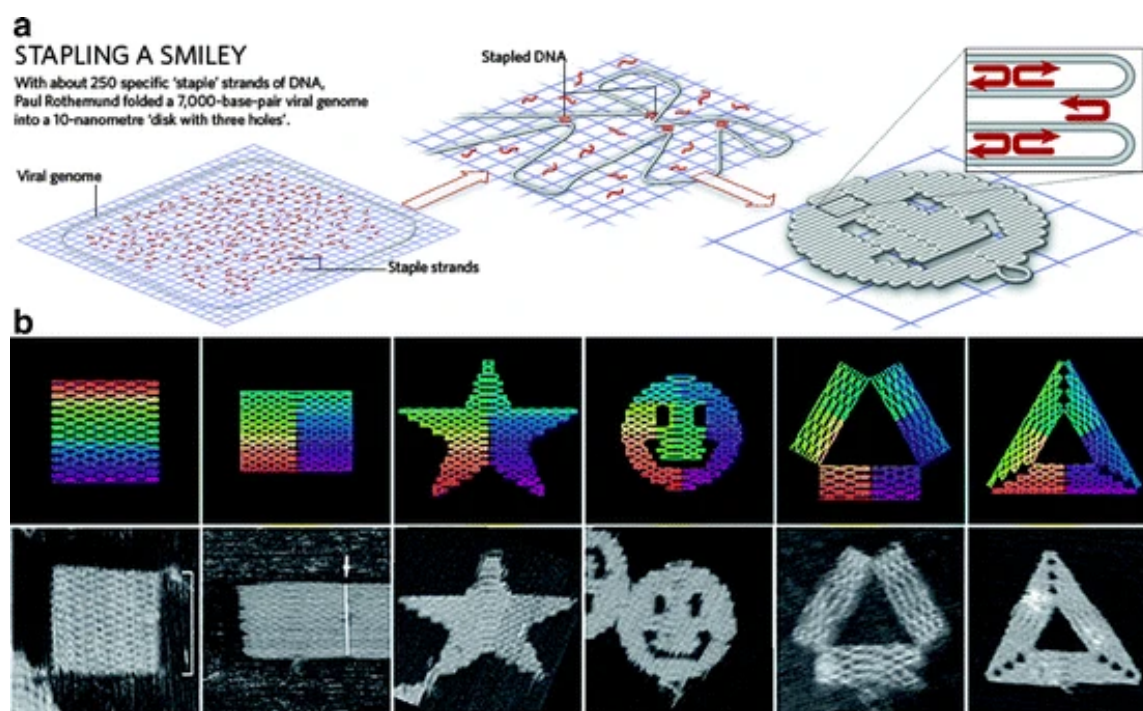 a
STAPLING A SMILEY
With about 250 specific ‘staple’ strands of DNA,
Paul Rothemund folded a 7,000-base-pair viral genome
into a 10-nanometre ‘disk with three holes’.
Viral genome
Staple strands
Stapled DNA
b